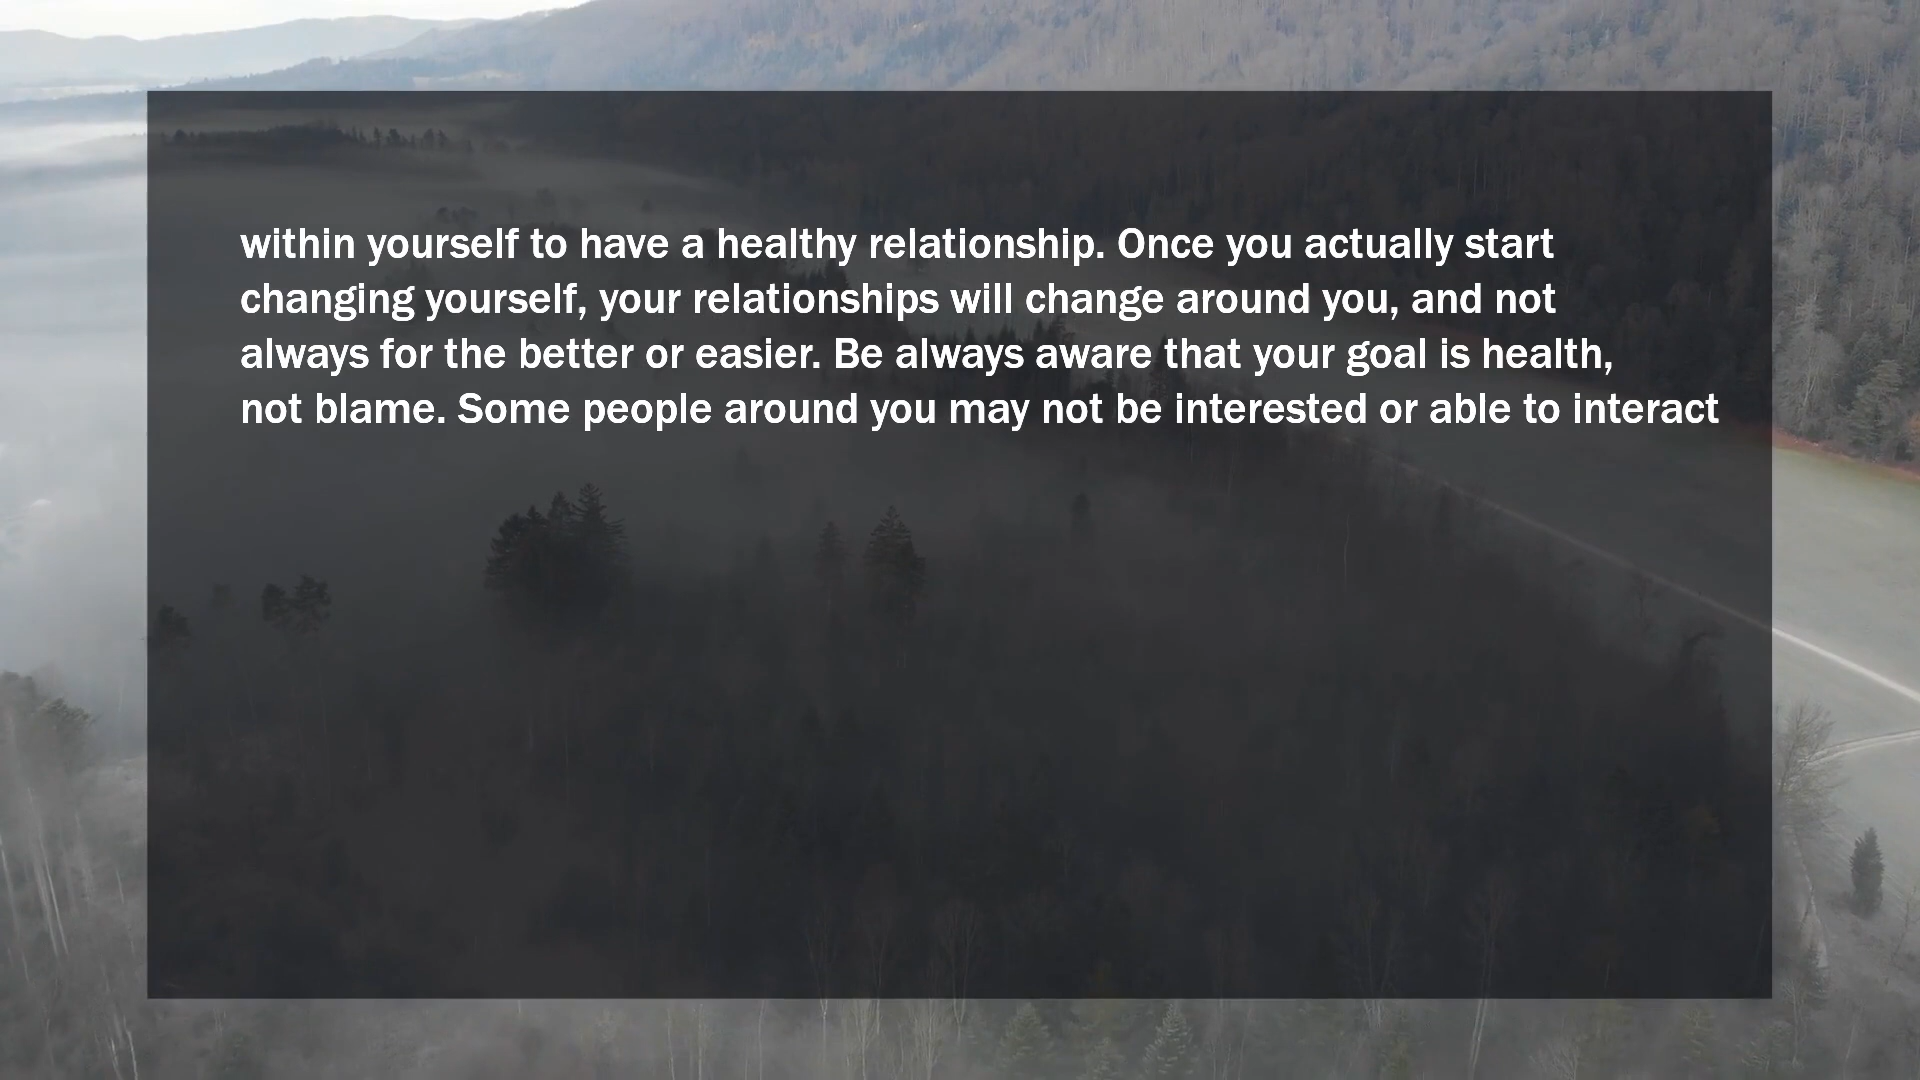 within yourself to have a healthy relationship. Once you actually start
changing yourself, your relationships will change around you, and not
always for the better or easier. Be always aware that your goal is health,
not blame. Some people around you may not be interested or able to interact